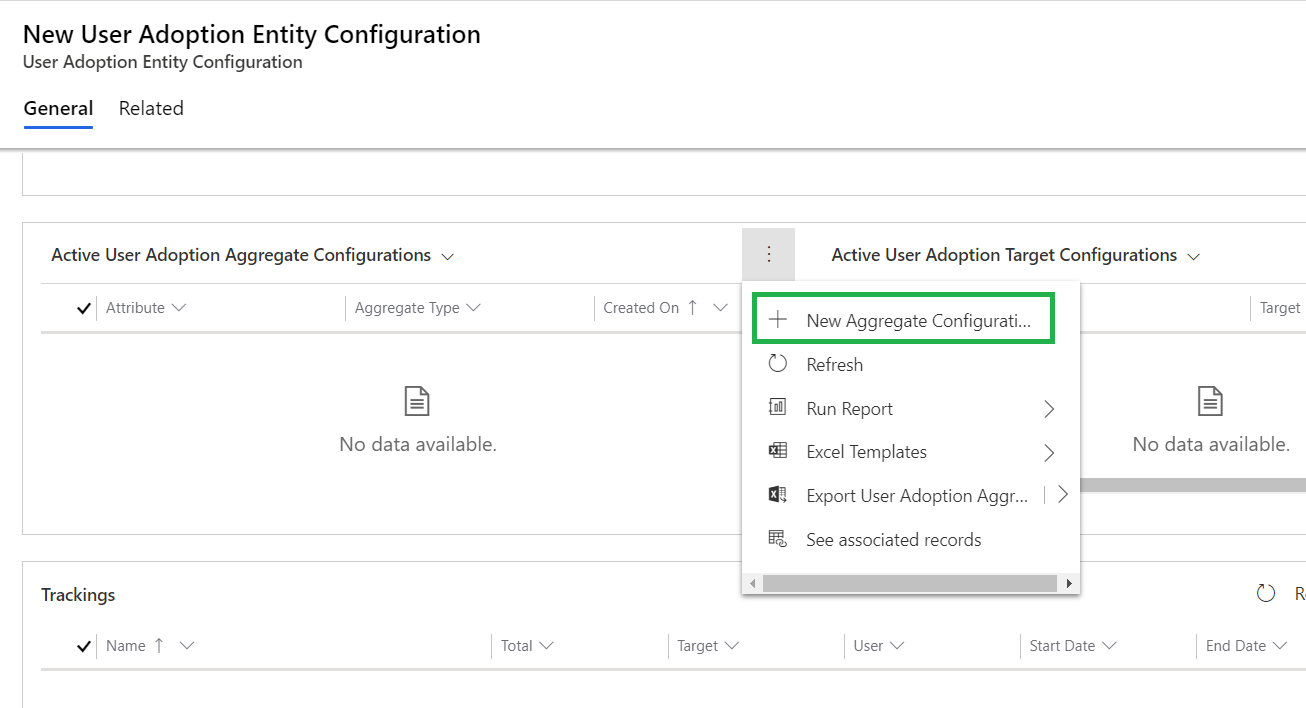 New User Adoption Entity Configuration
User Adoption Entity Configuration
General Related
Active User Adoption Aggregate Configurations
Active User Adoption Target Configurations
Attribute Aggregate Type Created On
Target
New Aggregate Configurati...
Refresh
Run Report
Excel Templates
Export User Adoption Aggr...
See associated records
No data available.
No data available.
Trackings
Name Total Target User Start Date End Date